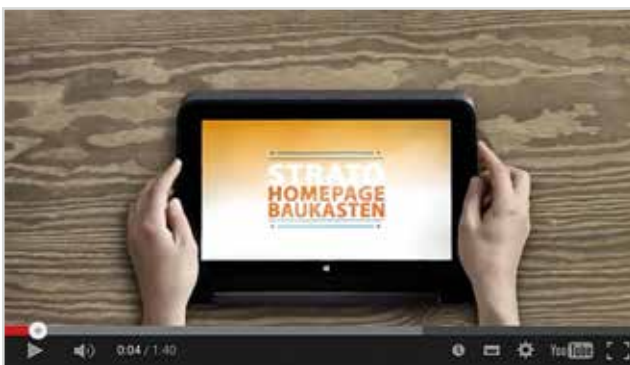 STRATO
HOMEPAGE
BAUKASTEN
0:04 / 1:40
YouTube